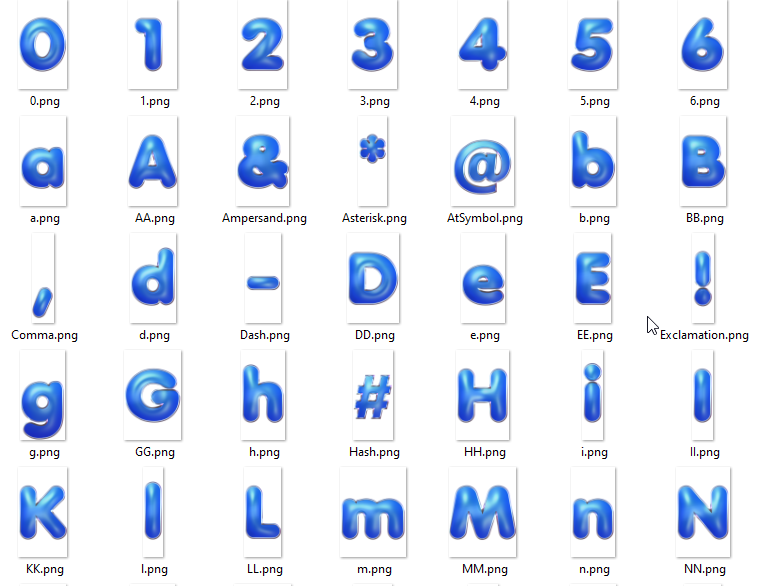 0 1 2 3 4 5 6
0.png 1.png 2.png 3.png 4.png 5.png 6.png
a A & * @ b B
a.png AA.png Ampersand.png Asterisk.png AtSymbol.png b.png BB.png
, d - D e E !
Comma.png d.png Dash.png DD.png e.png EE.png Exclamation.png
g G h # H i I
g.png GG.png h.png Hash.png HH.png i.png II.png
K l L m M n N
KK.png l.png LL.png m.png MM.png n.png NN.png